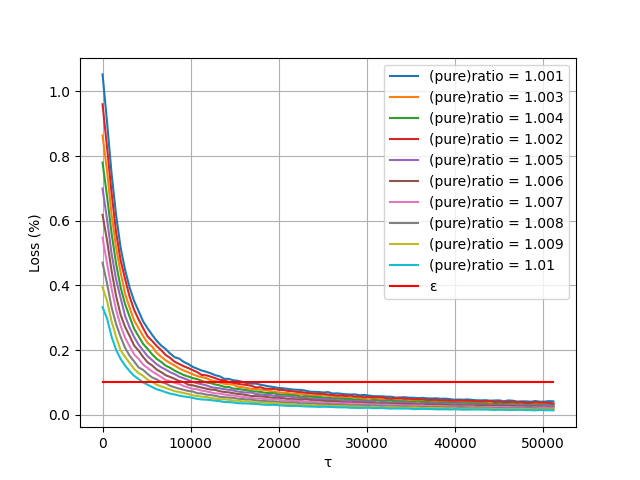 1.0
0.8
0.6
0.4
0.2
0.0
Loss (%)
(pure)ratio = 1.001
(pure)ratio = 1.003
(pure)ratio = 1.004
(pure)ratio = 1.002
(pure)ratio = 1.005
(pure)ratio = 1.006
(pure)ratio = 1.007
(pure)ratio = 1.008
(pure)ratio = 1.009
(pure)ratio = 1.01
ε
0 10000 20000 30000 40000 50000
τ